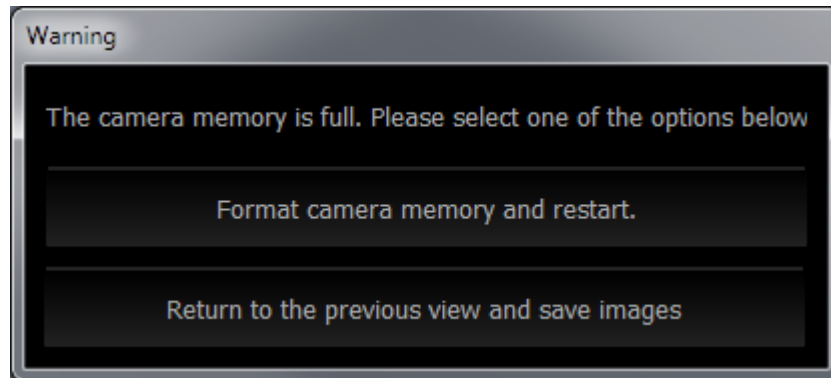 Warning
The camera memory is full. Please select one of the options below
Format camera memory and restart.
Return to the previous view and save images